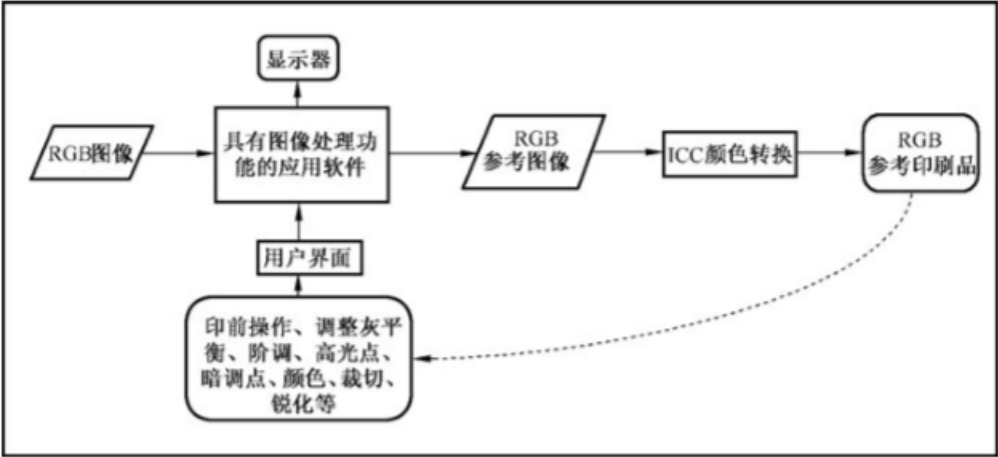 显示器
RGB图像
具有图像处理功
能的应用软件
RGB
参考图像
ICC颜色转换
RGB
参考印刷品
用户界面
印前操作、调整灰平
衡、阶调、高光点、
暗调点、颜色、裁切、
锐化等